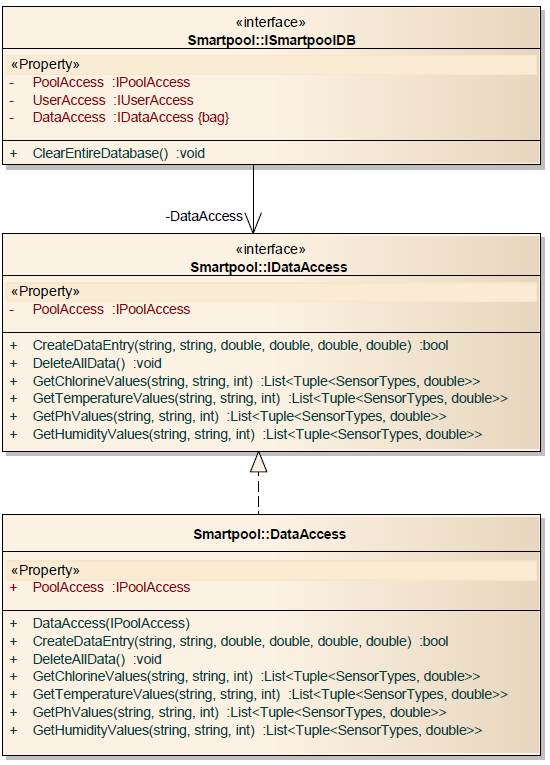 «interface»
Smartpool::ISmartpoolDB
«Property»
- PoolAccess :IPoolAccess
- UserAccess :IUserAccess
- DataAccess :IDataAccess {bag}
+ ClearEntireDatabase() :void
-DataAccess
«interface»
Smartpool::IDataAccess
«Property»
- PoolAccess :IPoolAccess
+ CreateDataEntry(string, string, double, double, double, double) :bool
+ DeleteAllData() :void
+ GetChlorineValues(string, string, int) :List<Tuple<SensorTypes, double>>
+ GetTemperatureValues(string, string, int) :List<Tuple<SensorTypes, double>>
+ GetPhValues(string, string, int) :List<Tuple<SensorTypes, double>>
+ GetHumidityValues(string, string, int) :List<Tuple<SensorTypes, double>>
Smartpool::DataAccess
«Property»
+ PoolAccess :IPoolAccess
+ DataAccess(IPoolAccess)
+ CreateDataEntry(string, string, double, double, double, double) :bool
+ DeleteAllData() :void
+ GetChlorineValues(string, string, int) :List<Tuple<SensorTypes, double>>
+ GetTemperatureValues(string, string, int) :List<Tuple<SensorTypes, double>>
+ GetPhValues(string, string, int) :List<Tuple<SensorTypes, double>>
+ GetHumidityValues(string, string, int) :List<Tuple<SensorTypes, double>>